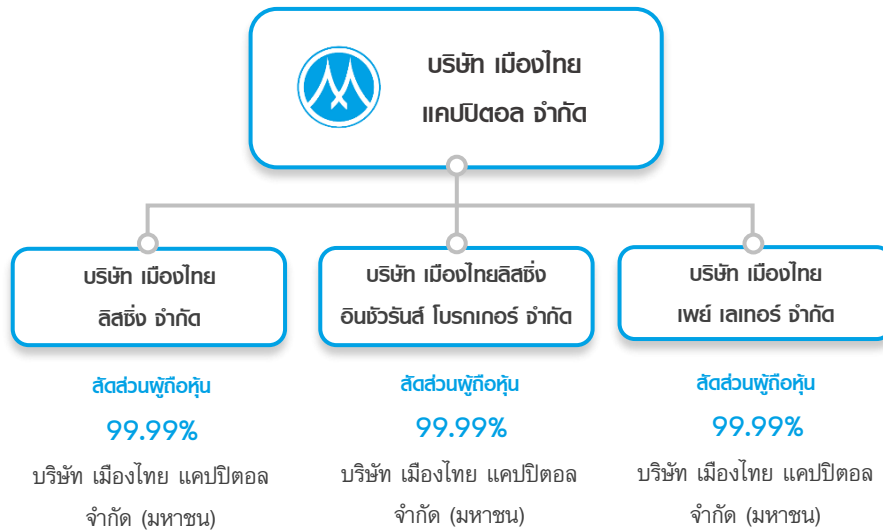 บริษัท เมืองไทย
แคปปิตอล จำกัด
บริษัท เมืองไทย
ลิสซิ่ง จำกัด
บริษัท เมืองไทยลิสซิ่ง
อินชัวรันส์ โบรกเกอร์ จำกัด
บริษัท เมืองไทย
เพย์ เลเทอร์ จำกัด
สัดส่วนผู้ถือหุ้น
99.99%
บริษัท เมืองไทย แคปปิตอล
จำกัด (มหาชน)
สัดส่วนผู้ถือหุ้น
99.99%
บริษัท เมืองไทย แคปปิตอล
จำกัด (มหาชน)
สัดส่วนผู้ถือหุ้น
99.99%
บริษัท เมืองไทย แคปปิตอล
จำกัด (มหาชน)